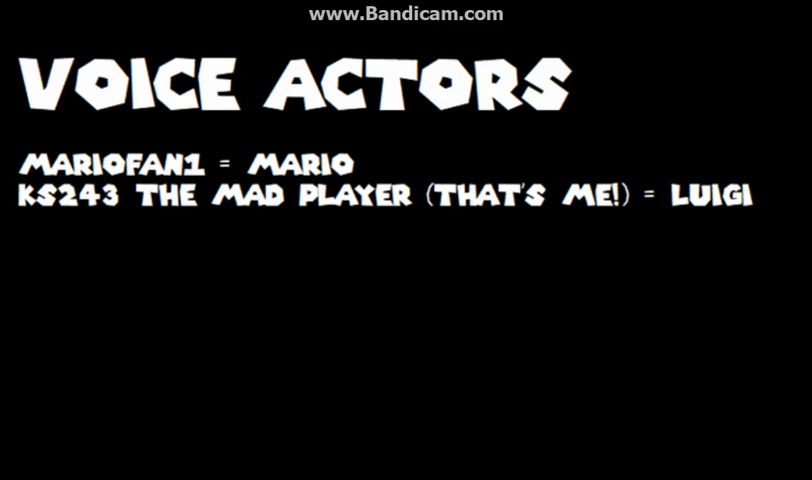 www.Bandicam.com
VOICE ACTORS
MARIOFAN1 = MARIO
KS243 THE MAD PLAYER (THAT'S ME!) = LUIGI